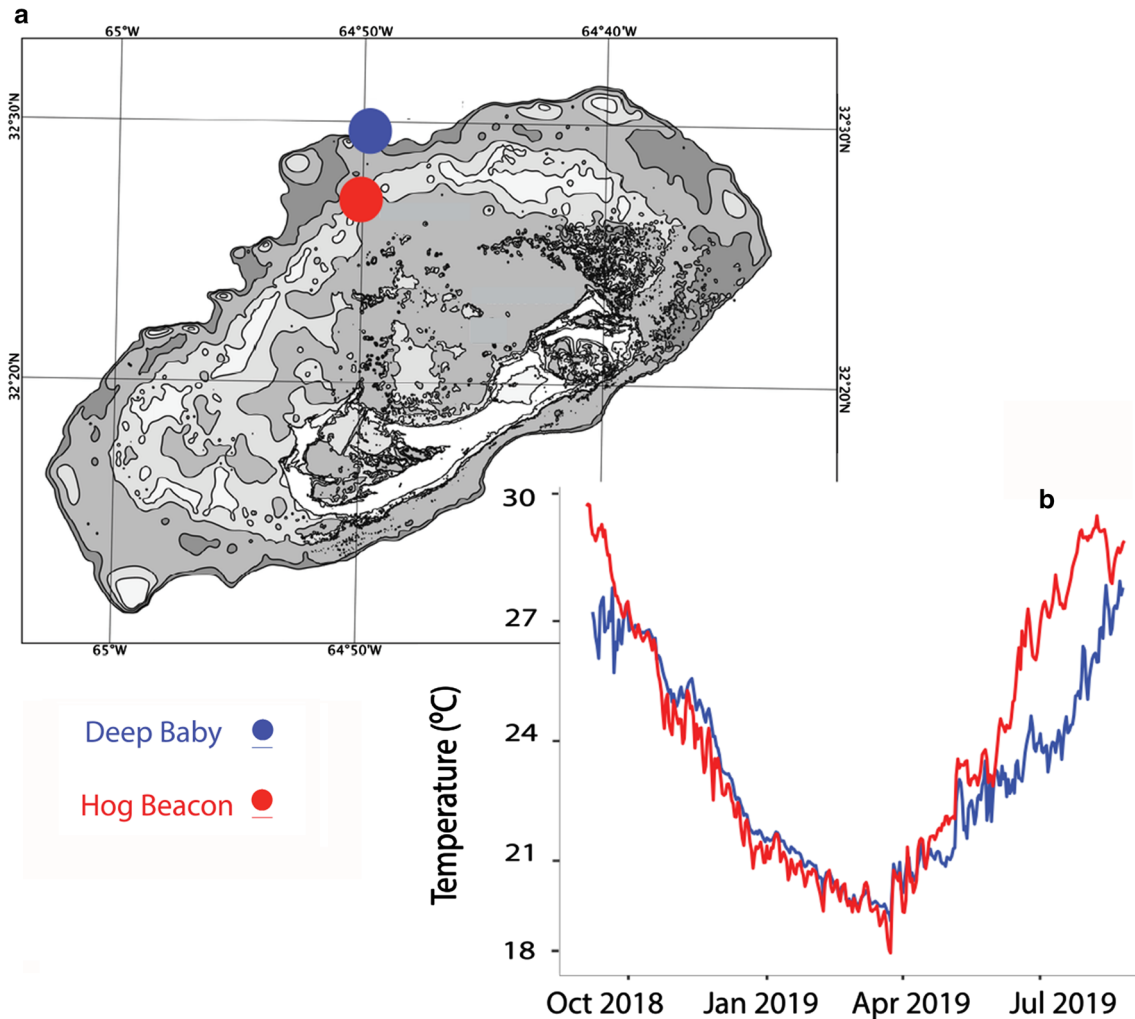 a
65°W
64°50'W
64°40'W
32°30'N
32°30'N
32°20'N
32°20'N
65°W
64°50'W
Deep Baby
Hog Beacon
b
30
27
24
21
18
Temperature (ºC)
Oct 2018
Jan 2019
Apr 2019
Jul 2019